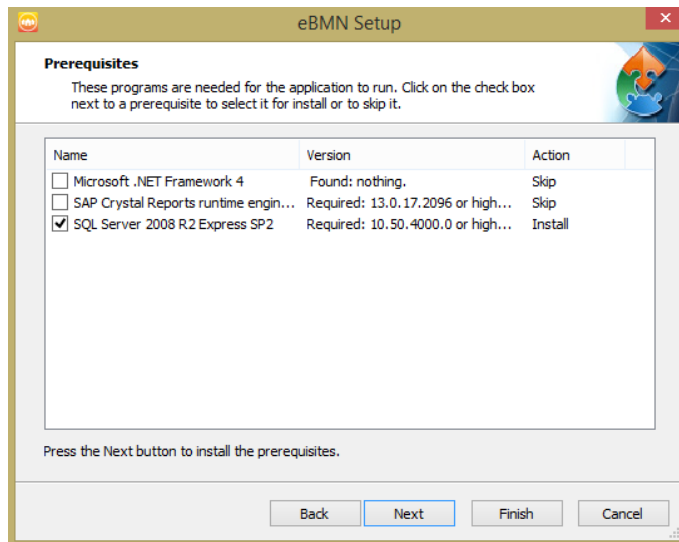 eBMN Setup
Prerequisites
These programs are needed for the application to run. Click on the check box
next to a prerequisite to select it for install or to skip it.
Name Version Action
Microsoft .NET Framework 4 Found: nothing. Skip
SAP Crystal Reports runtime engin... Required: 13.0.17.2096 or high... Skip
SQL Server 2008 R2 Express SP2 Required: 10.50.4000.0 or high... Install
Press the Next button to install the prerequisites.
Back Next Finish Cancel